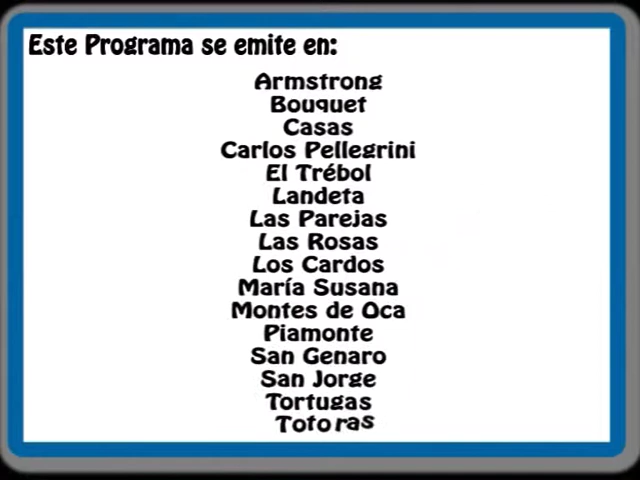 Este Programa se emite en:
Armstrong
Bouquet
Casas
Carlos Pellegrini
El Trébol
Landeta
Las Parejas
Las Rosas
Los Cardos
María Susana
Montes de Oca
Piamonte
San Genaro
San Jorge
Tortugas
Totoras